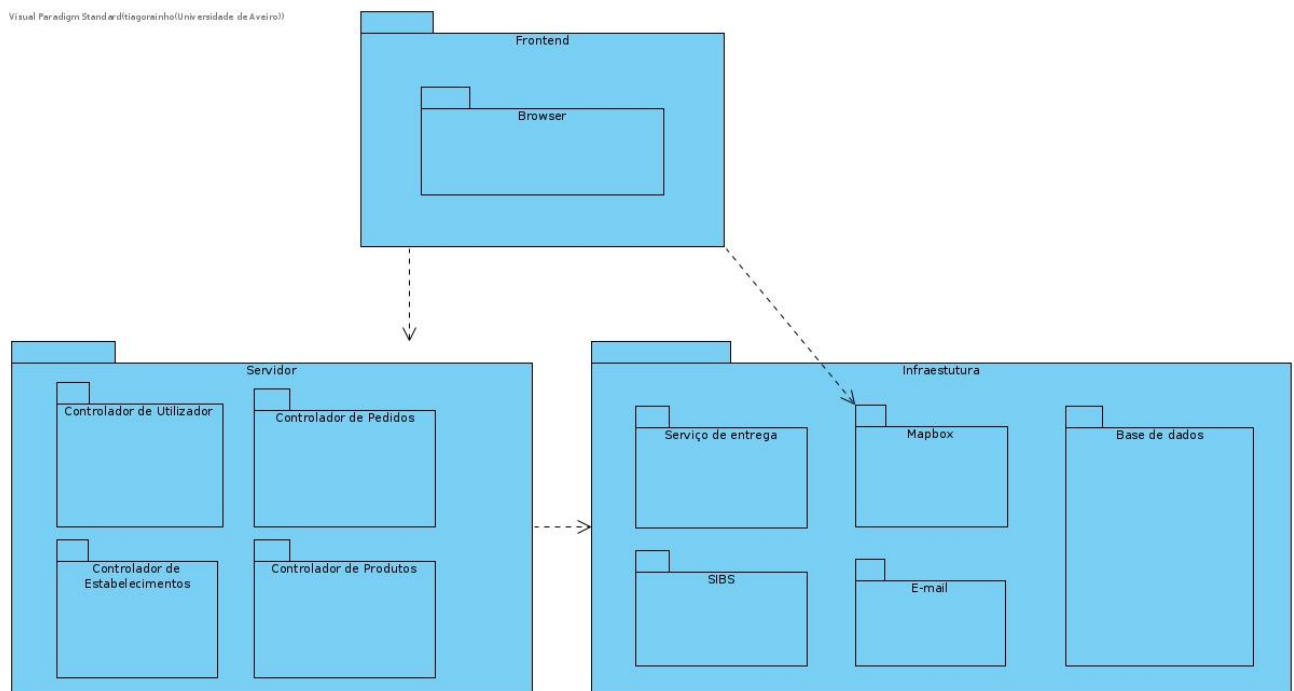 Visual Paradigm Standard(tiagorainho(Universidade de Aveiro))
Frontend
Browser
Servidor
Controlador de Utilizador
Controlador de Pedidos
Controlador de
Estabelecimentos
Controlador de Produtos
Infraestutura
Serviço de entrega
Mapbox
Base de dados
SIBS
E-mail